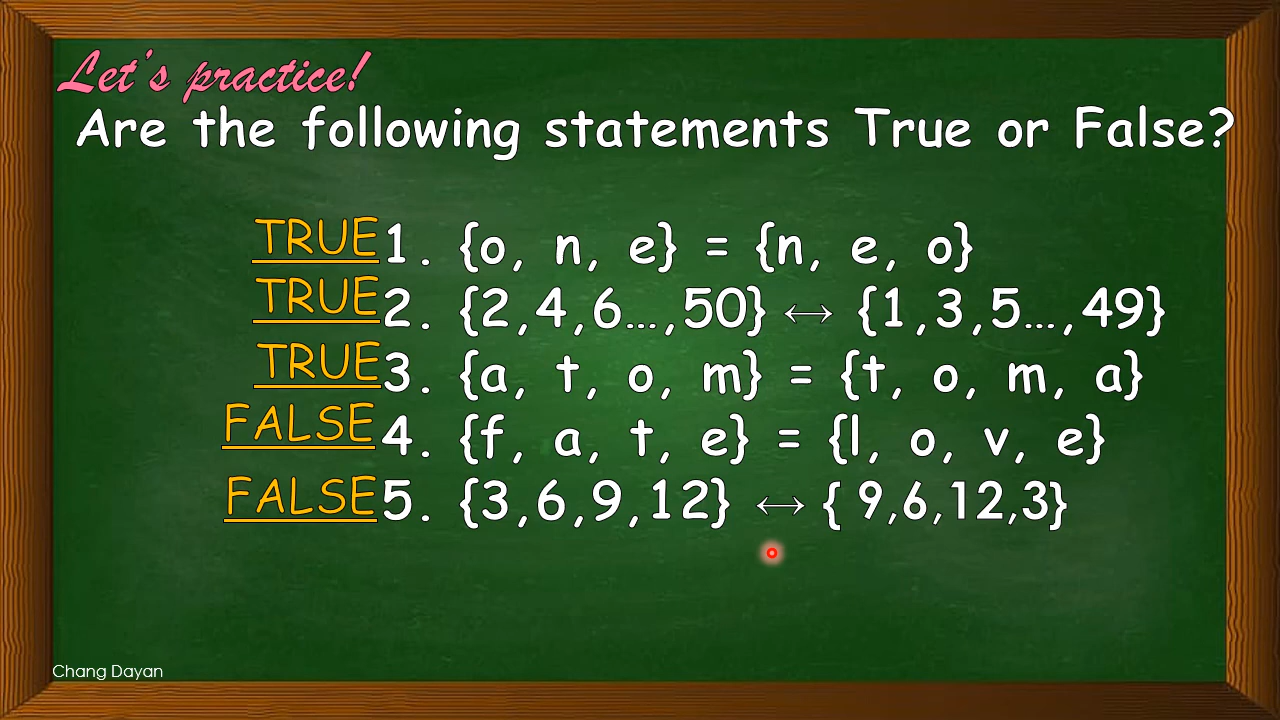 Let's practice!
Are the following statements True or False?
TRUE 1. {o, n, e} = {n, e, o}
TRUE 2. {2,4,6…,50} ↔ {1,3,5…,49}
TRUE 3. {a, t, o, m} = {t, o, m, a}
FALSE 4. {f, a, t, e} = {l, o, v, e}
FALSE 5. {3,6,9,12} ↔ { 9,6,12,3}
Chang Dayan